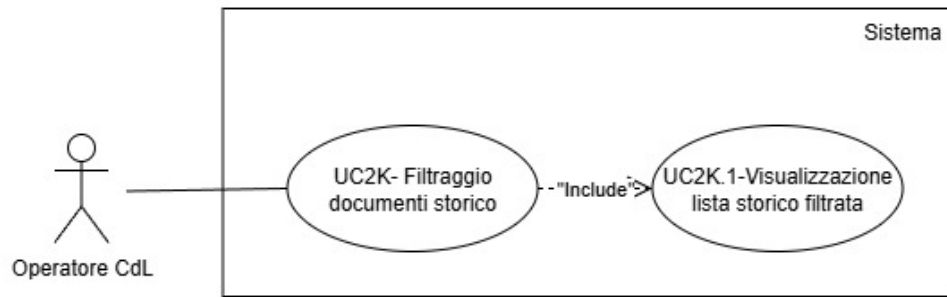 Sistema
UC2K- Filtraggio
documenti storico
"Include"
UC2K.1-Visualizzazione
lista storico filtrata
Operatore CdL